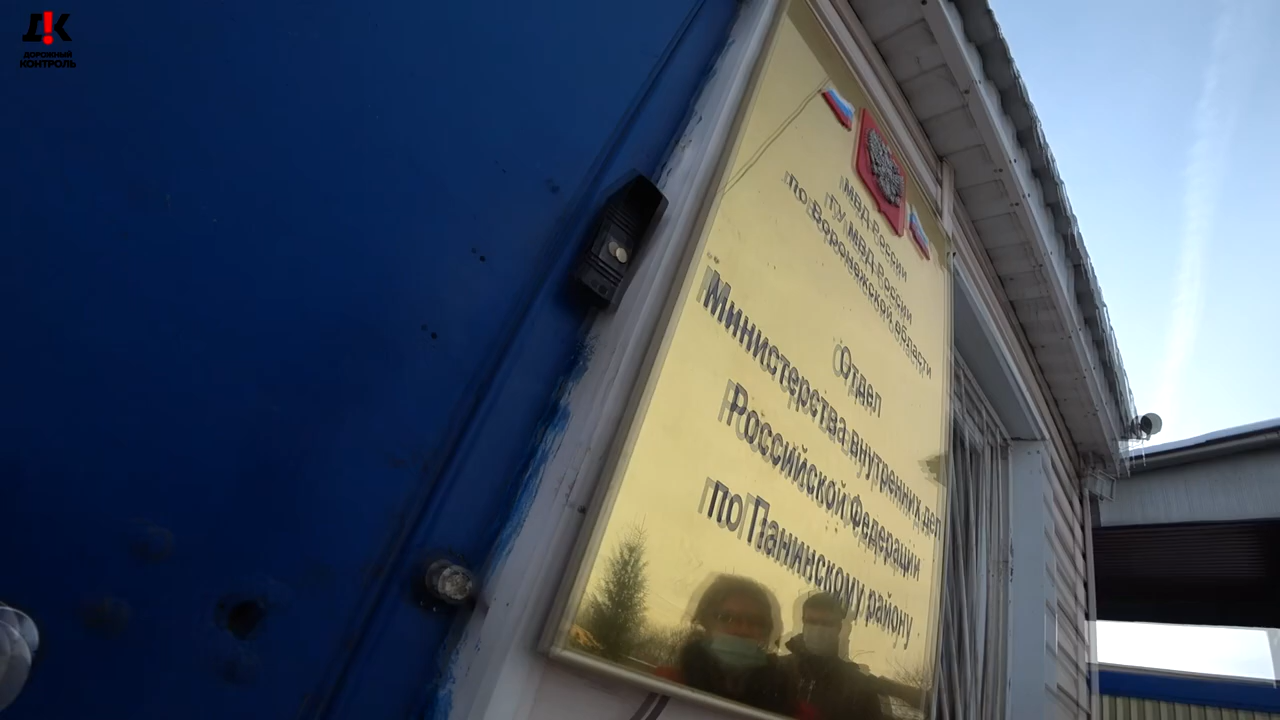 Д!К
ДОРОЖНЫЙ
КОНТРОЛЬ
МВД России
ГУ МВД России
по Воронежской области
Отдел
Министерства внутренних дел
Российской Федерации
по Панинскому району